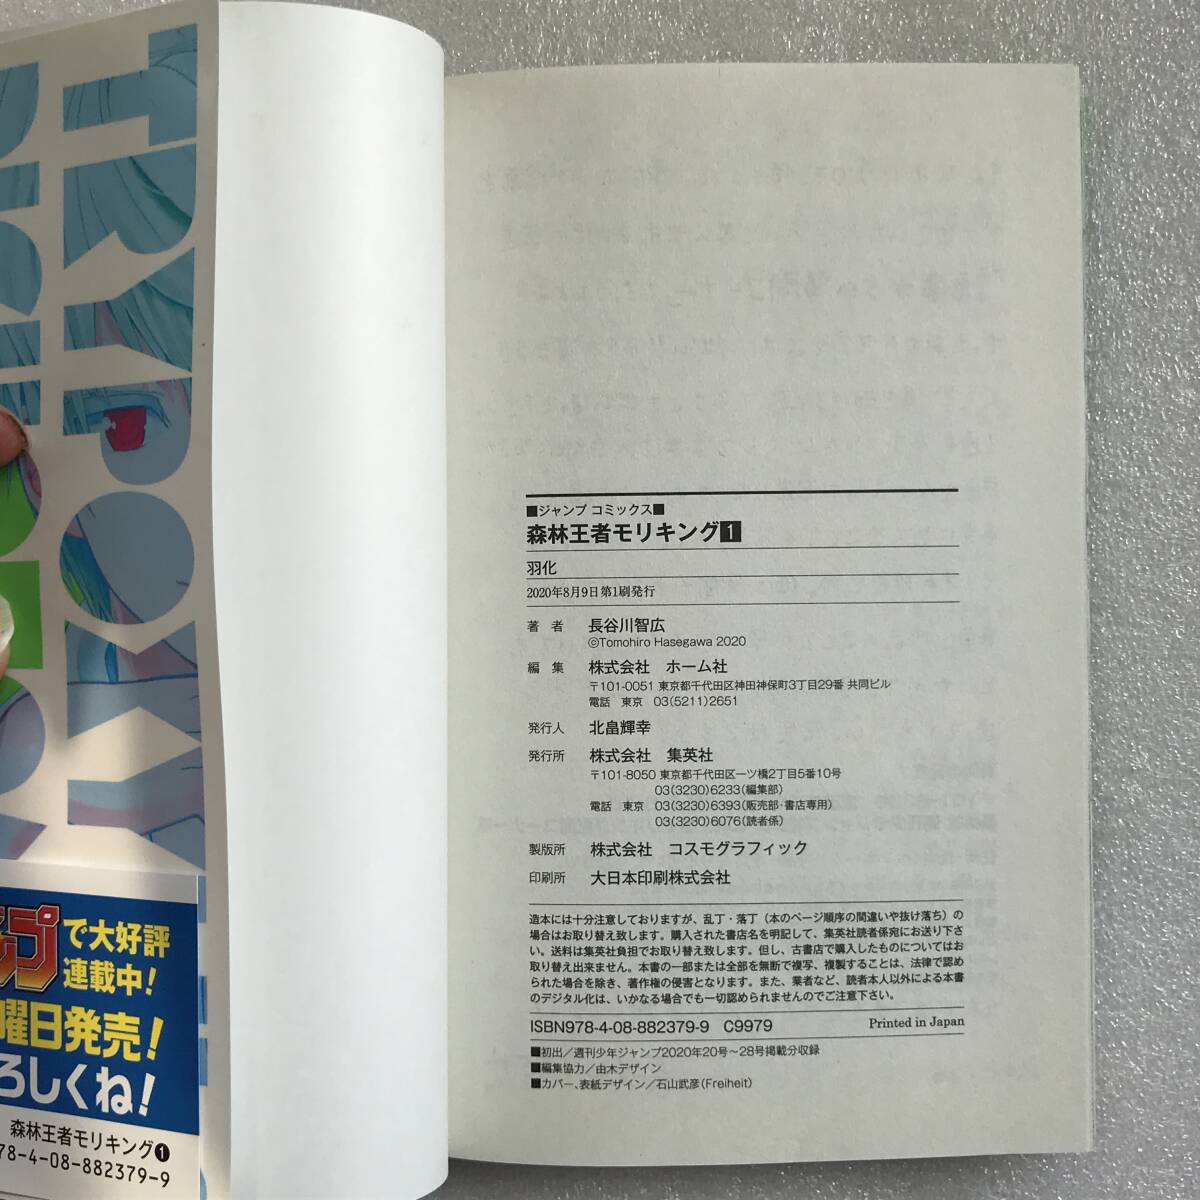 TRYPOXY
プで大好評
連載中!
曜日発売!
ろしくね!
森林王者モリキング❶
78-4-08-882379-9
■ジャンプ コミックス■
森林王者モリキング1
羽化
2020年8月9日第1刷発行
著 者 長谷川智広
©Tomohiro Hasegawa 2020
編 集 株式会社 ホーム社
〒101-0051 東京都千代田区神田神保町3丁目29番 共同ビル
電話 東京 03(5211)2651
発行人 北畠輝幸
発行所 株式会社 集英社
〒101-8050 東京都千代田区一ツ橋2丁目5番10号
03(3230)6233(編集部)
電話 東京 03(3230)6393(販売部・書店専用)
03(3230)6076(読者係)
製版所 株式会社 コスモグラフィック
印刷所 大日本印刷株式会社
造本には十分注意しておりますが、乱丁・落丁(本のページ順序の間違いや抜け落ち)の
場合はお取り替え致します。購入された書店名を明記して、集英社読者係宛にお送り下さ
い。送料は集英社負担でお取り替え致します。但し、古書店で購入したものについてはお
取り替え出来ません。本書の一部または全部を無断で複写、複製することは、法律で認め
られた場合を除き、著作権の侵害となります。また、業者など、読者本人以外による本書
のデジタル化は、いかなる場合でも一切認められませんのでご注意下さい。
ISBN978-4-08-882379-9 C9979 Printed in Japan
■初出/週刊少年ジャンプ2020年20号~28号掲載分収録
■編集協力/由木デザイン
■カバー、表紙デザイン/石山武彦(Freiheit)